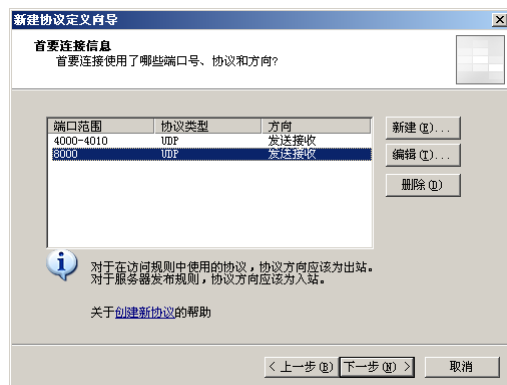 新建协议定义向导
首要连接信息
首要连接使用了哪些端口号、协议和方向?
端口范围 协议类型 方向
4000-4010 UDP 发送接收
8000 UDP 发送接收
新建(E)...
编辑(T)...
删除(D)
对于在访问规则中使用的协议，协议方向应该为出站。
对于服务器发布规则，协议方向应该为入站。
关于创建新协议的帮助
< 上一步(B) 下一步(N) > 取消